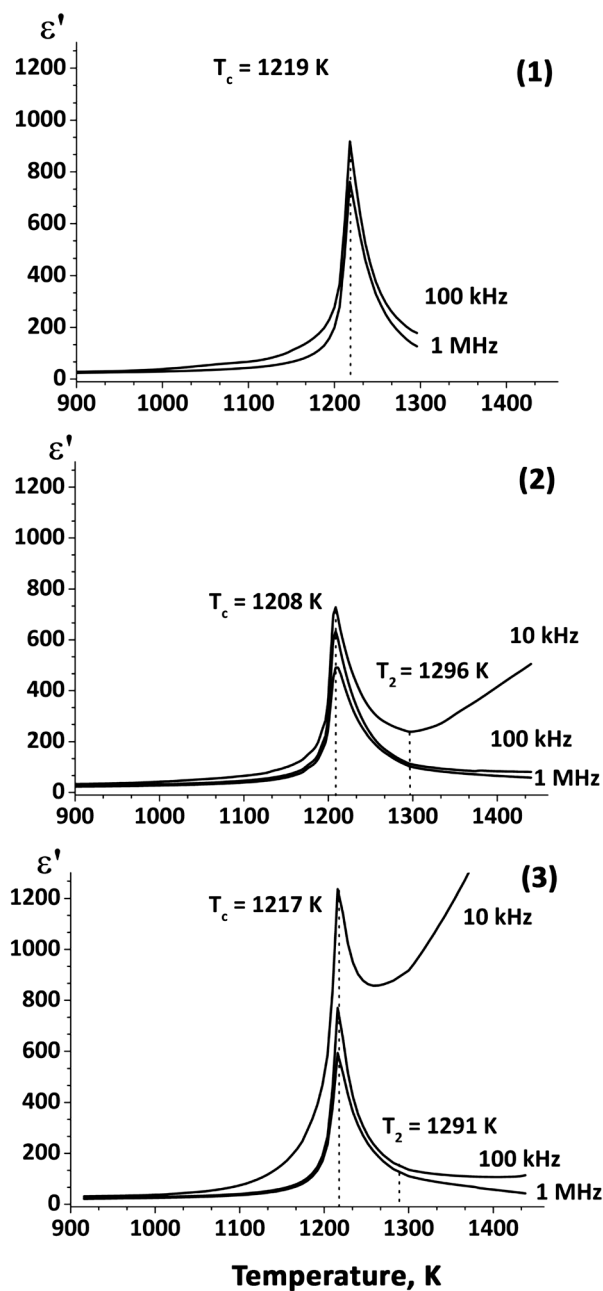 ε'
1200
T_c = 1219 K
(1)
1000
800
600
400
100 kHz
200
1 MHz
0
900 1000 1100 1200 1300 1400
ε'
1200
(2)
1000
800
T_c = 1208 K
10 kHz
600
T_2 = 1296 K
400
200
100 kHz
1 MHz
0
900 1000 1100 1200 1300 1400
ε'
(3)
1200
T_c = 1217 K
10 kHz
1000
800
600
400
T_2 = 1291 K
200
100 kHz
1 MHz
0
900 1000 1100 1200 1300 1400
Temperature, K